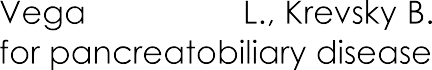 Vega L., Krevsky B.
for pancreatobiliary disease